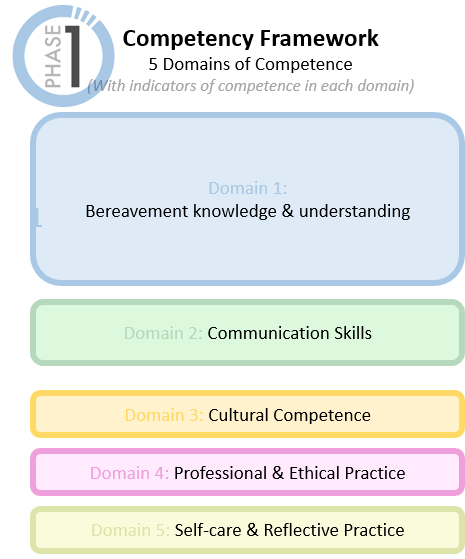 PHASE 1
Competency Framework
5 Domains of Competence
(With indicators of competence in each domain)
Domain 1:
Bereavement knowledge & understanding
1
Domain 2: Communication Skills
Domain 3: Cultural Competence
Domain 4: Professional & Ethical Practice
Domain 5: Self-care & Reflective Practice